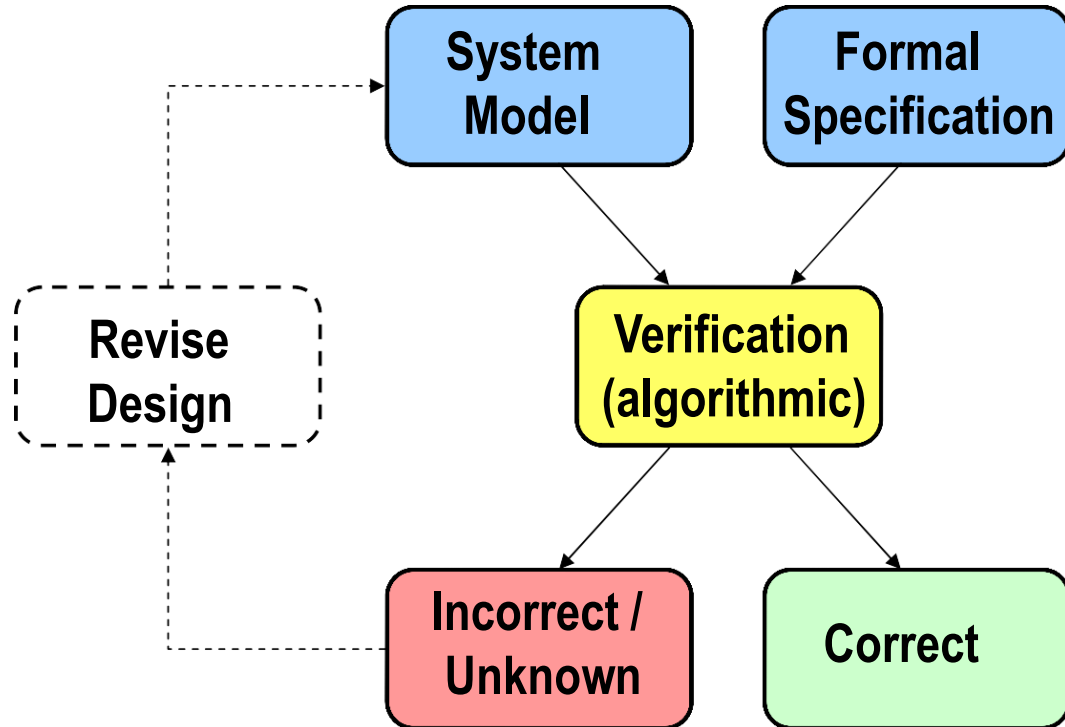 System
Model
Formal
Specification
Revise
Design
Verification
(algorithmic)
Incorrect /
Unknown
Correct